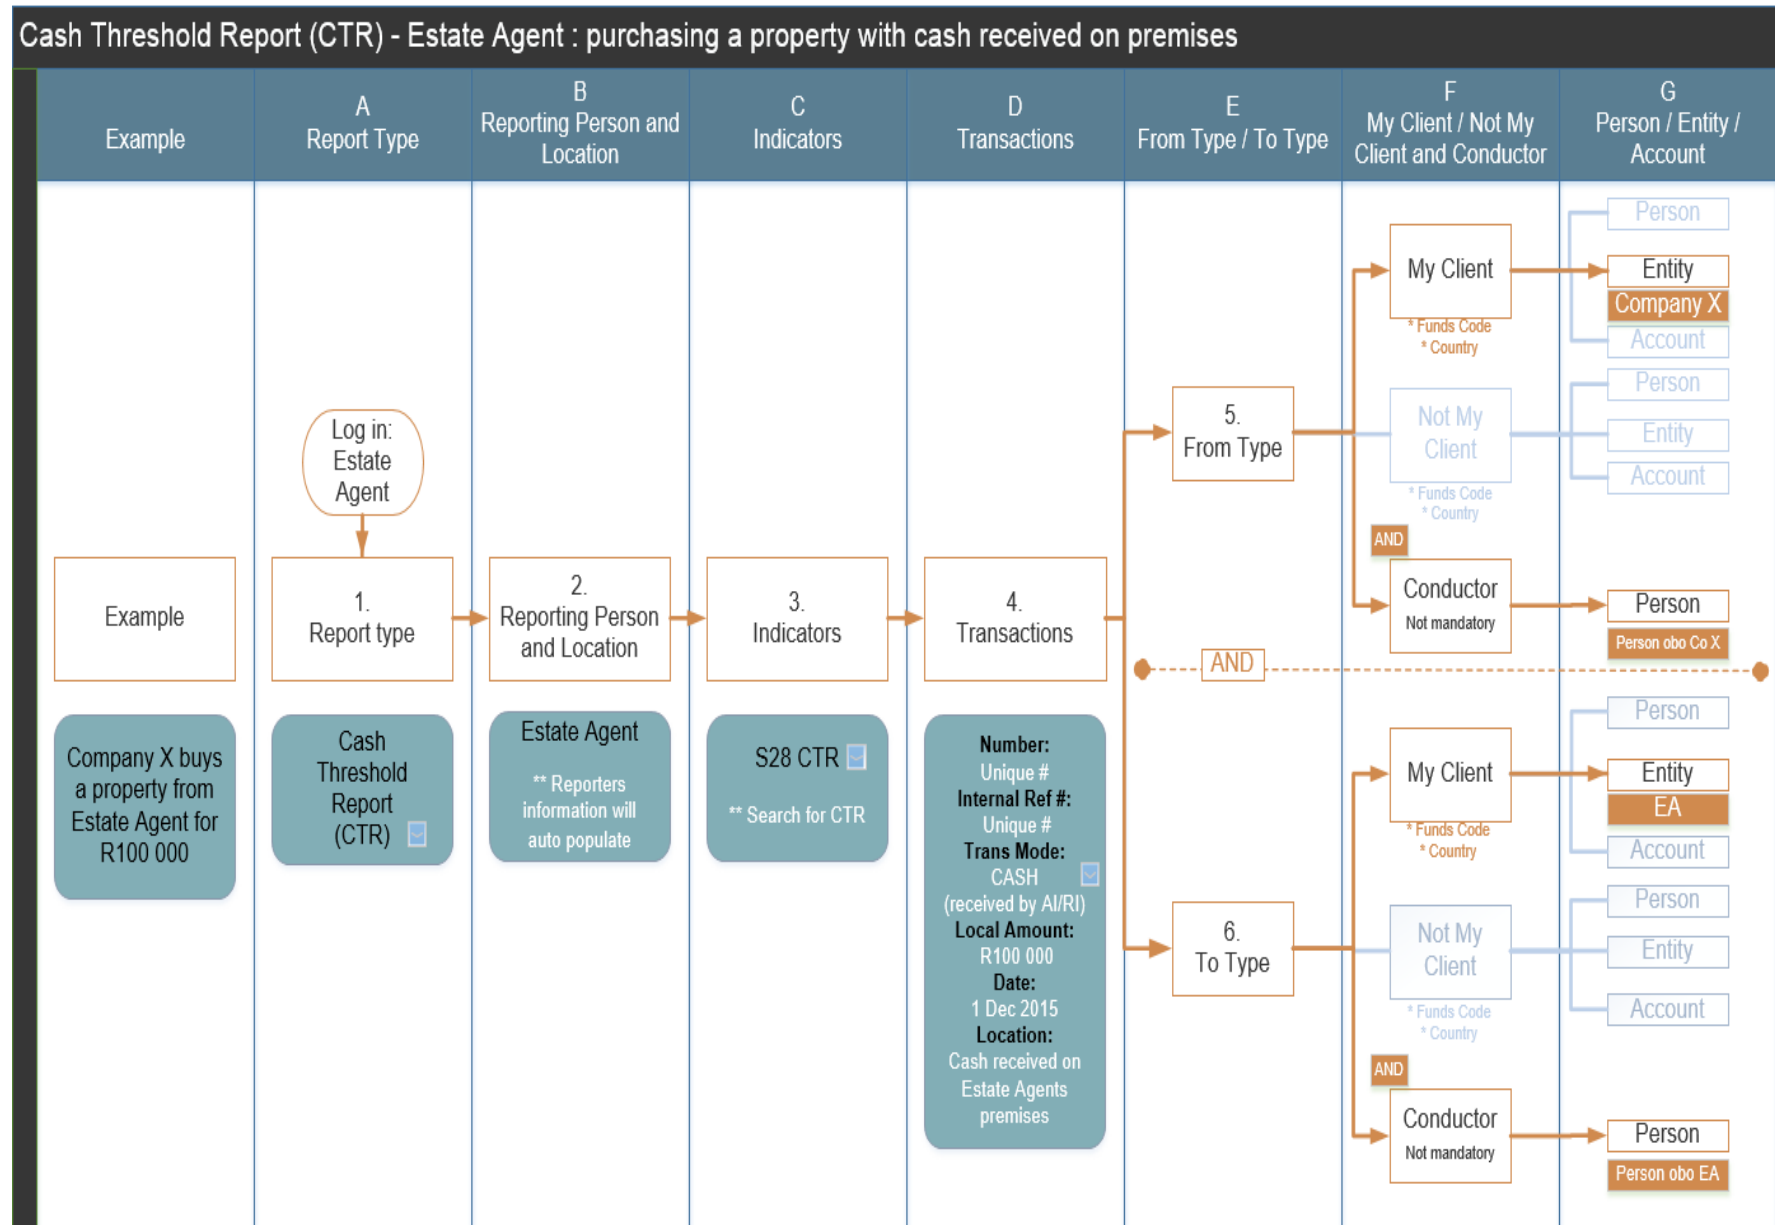 Cash Threshold Report (CTR) - Estate Agent : purchasing a property with cash received on premises
Example
A
Report Type
B
Reporting Person and
Location
C
Indicators
D
Transactions
E
From Type / To Type
F
My Client / Not My
Client and Conductor
G
Person / Entity /
Account
Example
Company X buys
a property from
Estate Agent for
R100 000
Log in:
Estate
Agent
1.
Report type
Cash
Threshold
Report
(CTR)
2.
Reporting Person
and Location
Estate Agent
** Reporters
information will
auto populate
3.
Indicators
S28 CTR
** Search for CTR
4.
Transactions
Number:
Unique #
Internal Ref #:
Unique #
Trans Mode:
CASH
(received by AI/RI)
Local Amount:
R100 000
Date:
1 Dec 2015
Location:
Cash received on
Estate Agents
premises
5.
From Type
My Client
* Funds Code
* Country
Person
Entity
Company X
Account
Not My
Client
* Funds Code
* Country
Person
Entity
Account
AND
Conductor
Not mandatory
Person
Person obo Co X
AND
6.
To Type
My Client
* Funds Code
* Country
Person
Entity
EA
Account
Not My
Client
* Funds Code
* Country
Person
Entity
Account
AND
Conductor
Not mandatory
Person
Person obo EA